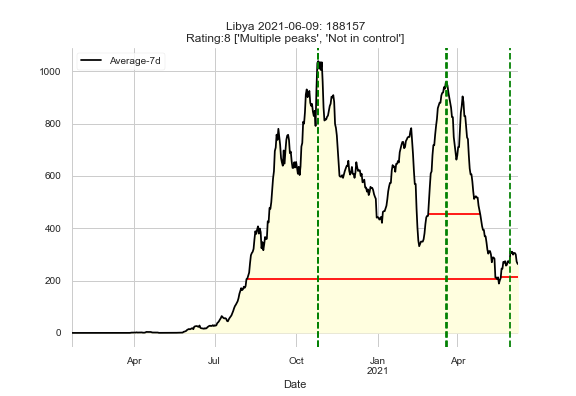 Libya 2021-06-09: 188157
Rating:8 ['Multiple peaks', 'Not in control']
Average-7d
1000
800
600
400
200
0
Apr
Jul
Oct
Jan
2021
Apr
Date